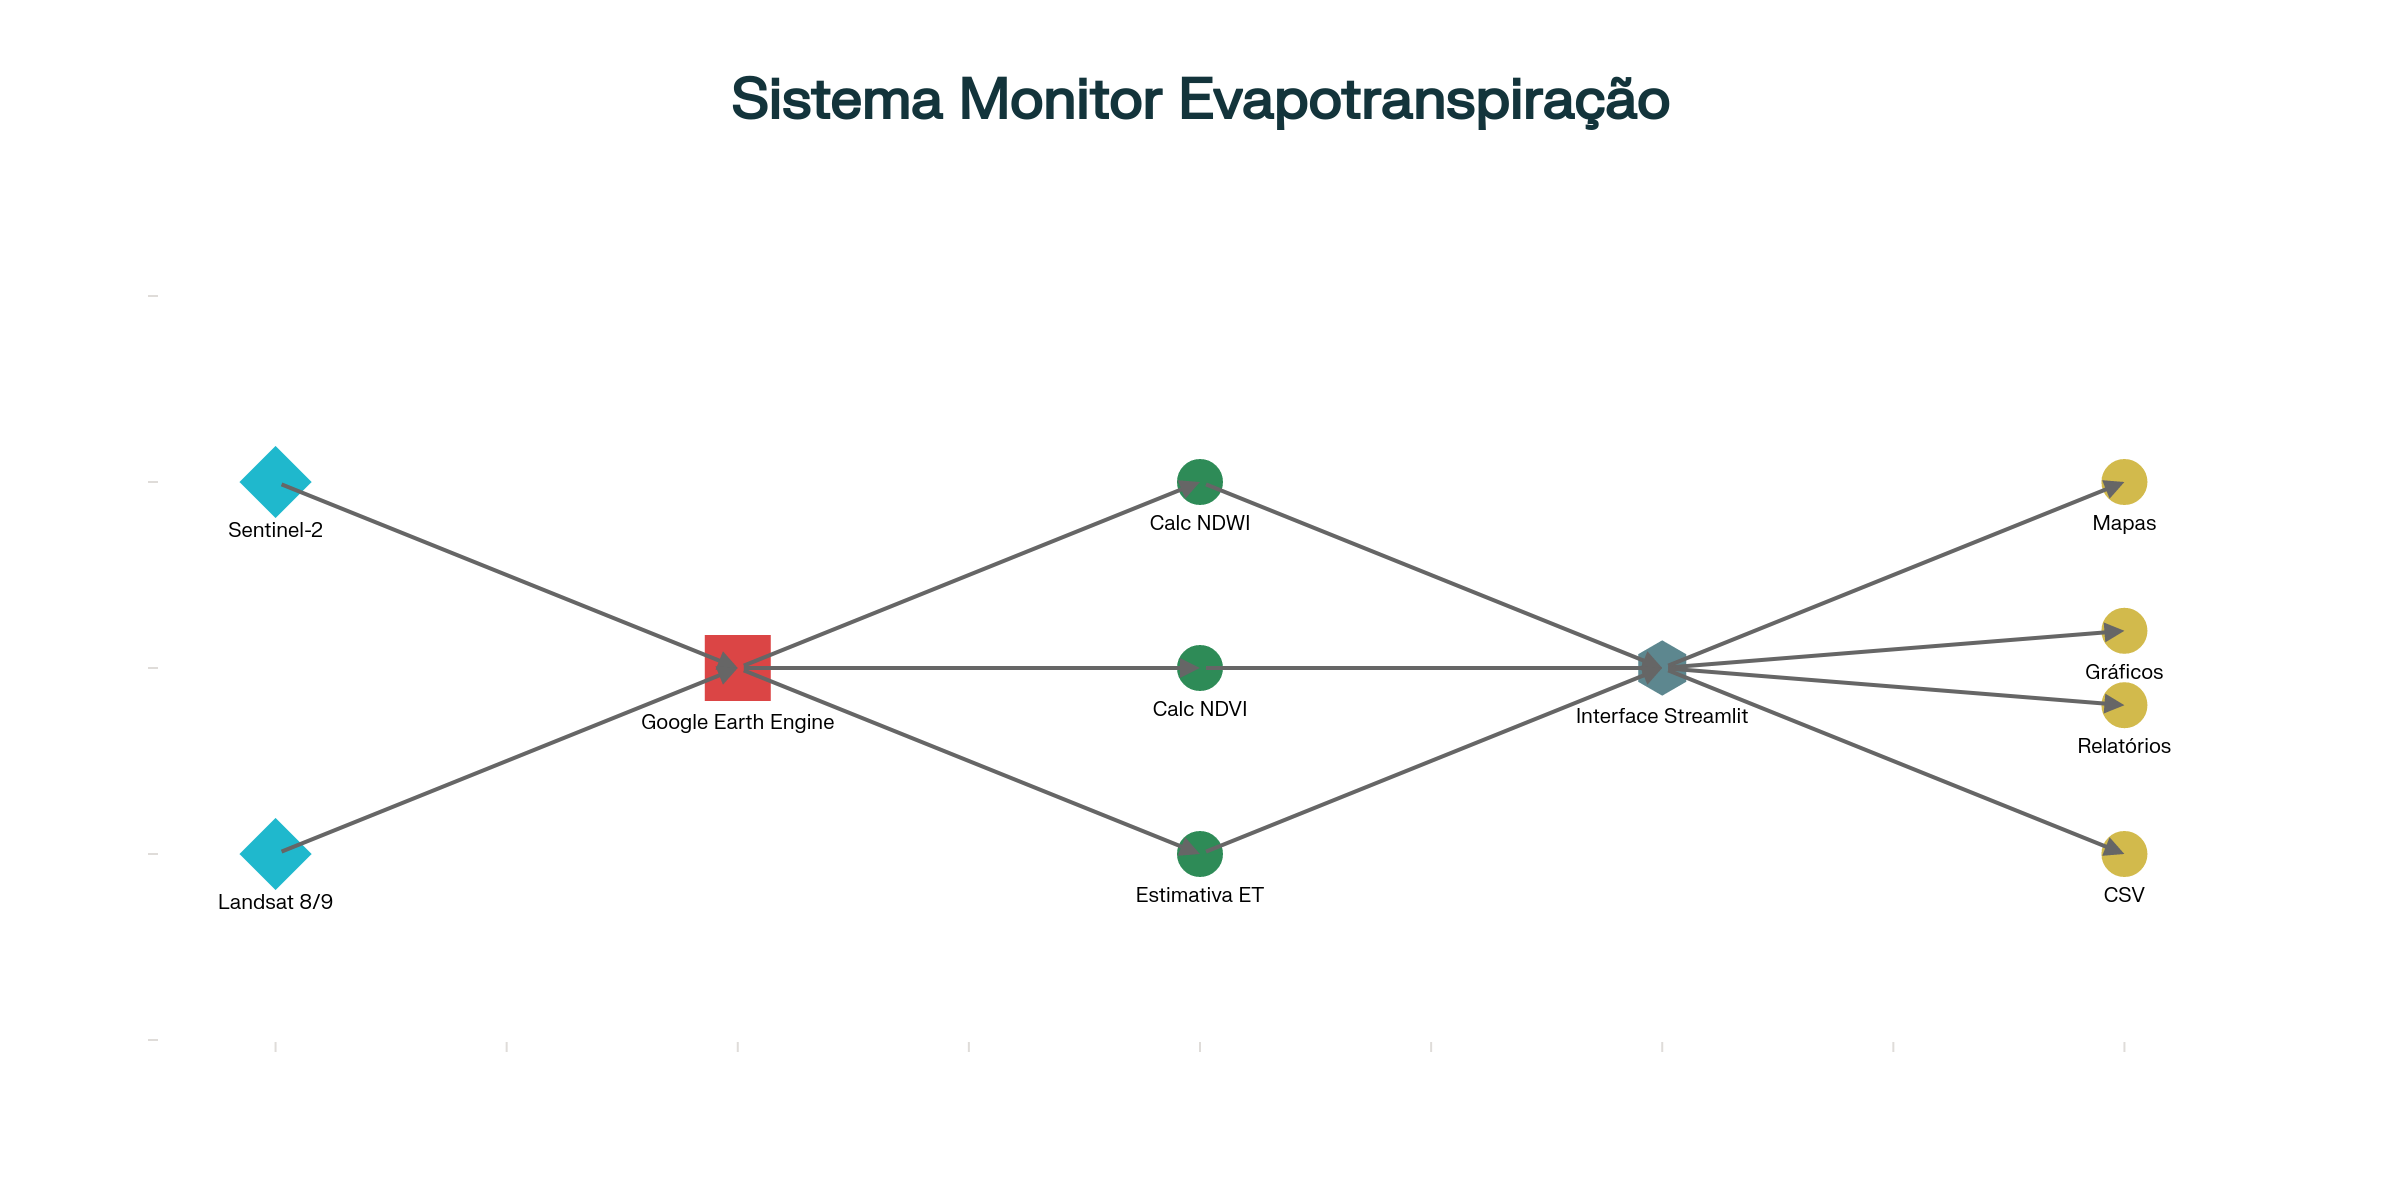 Sistema Monitor Evapotranspiração
Sentinel-2
Calc NDWI
Mapas
Gráficos
Google Earth Engine
Calc NDVI
Interface Streamlit
Relatórios
Landsat 8/9
Estimativa ET
CSV